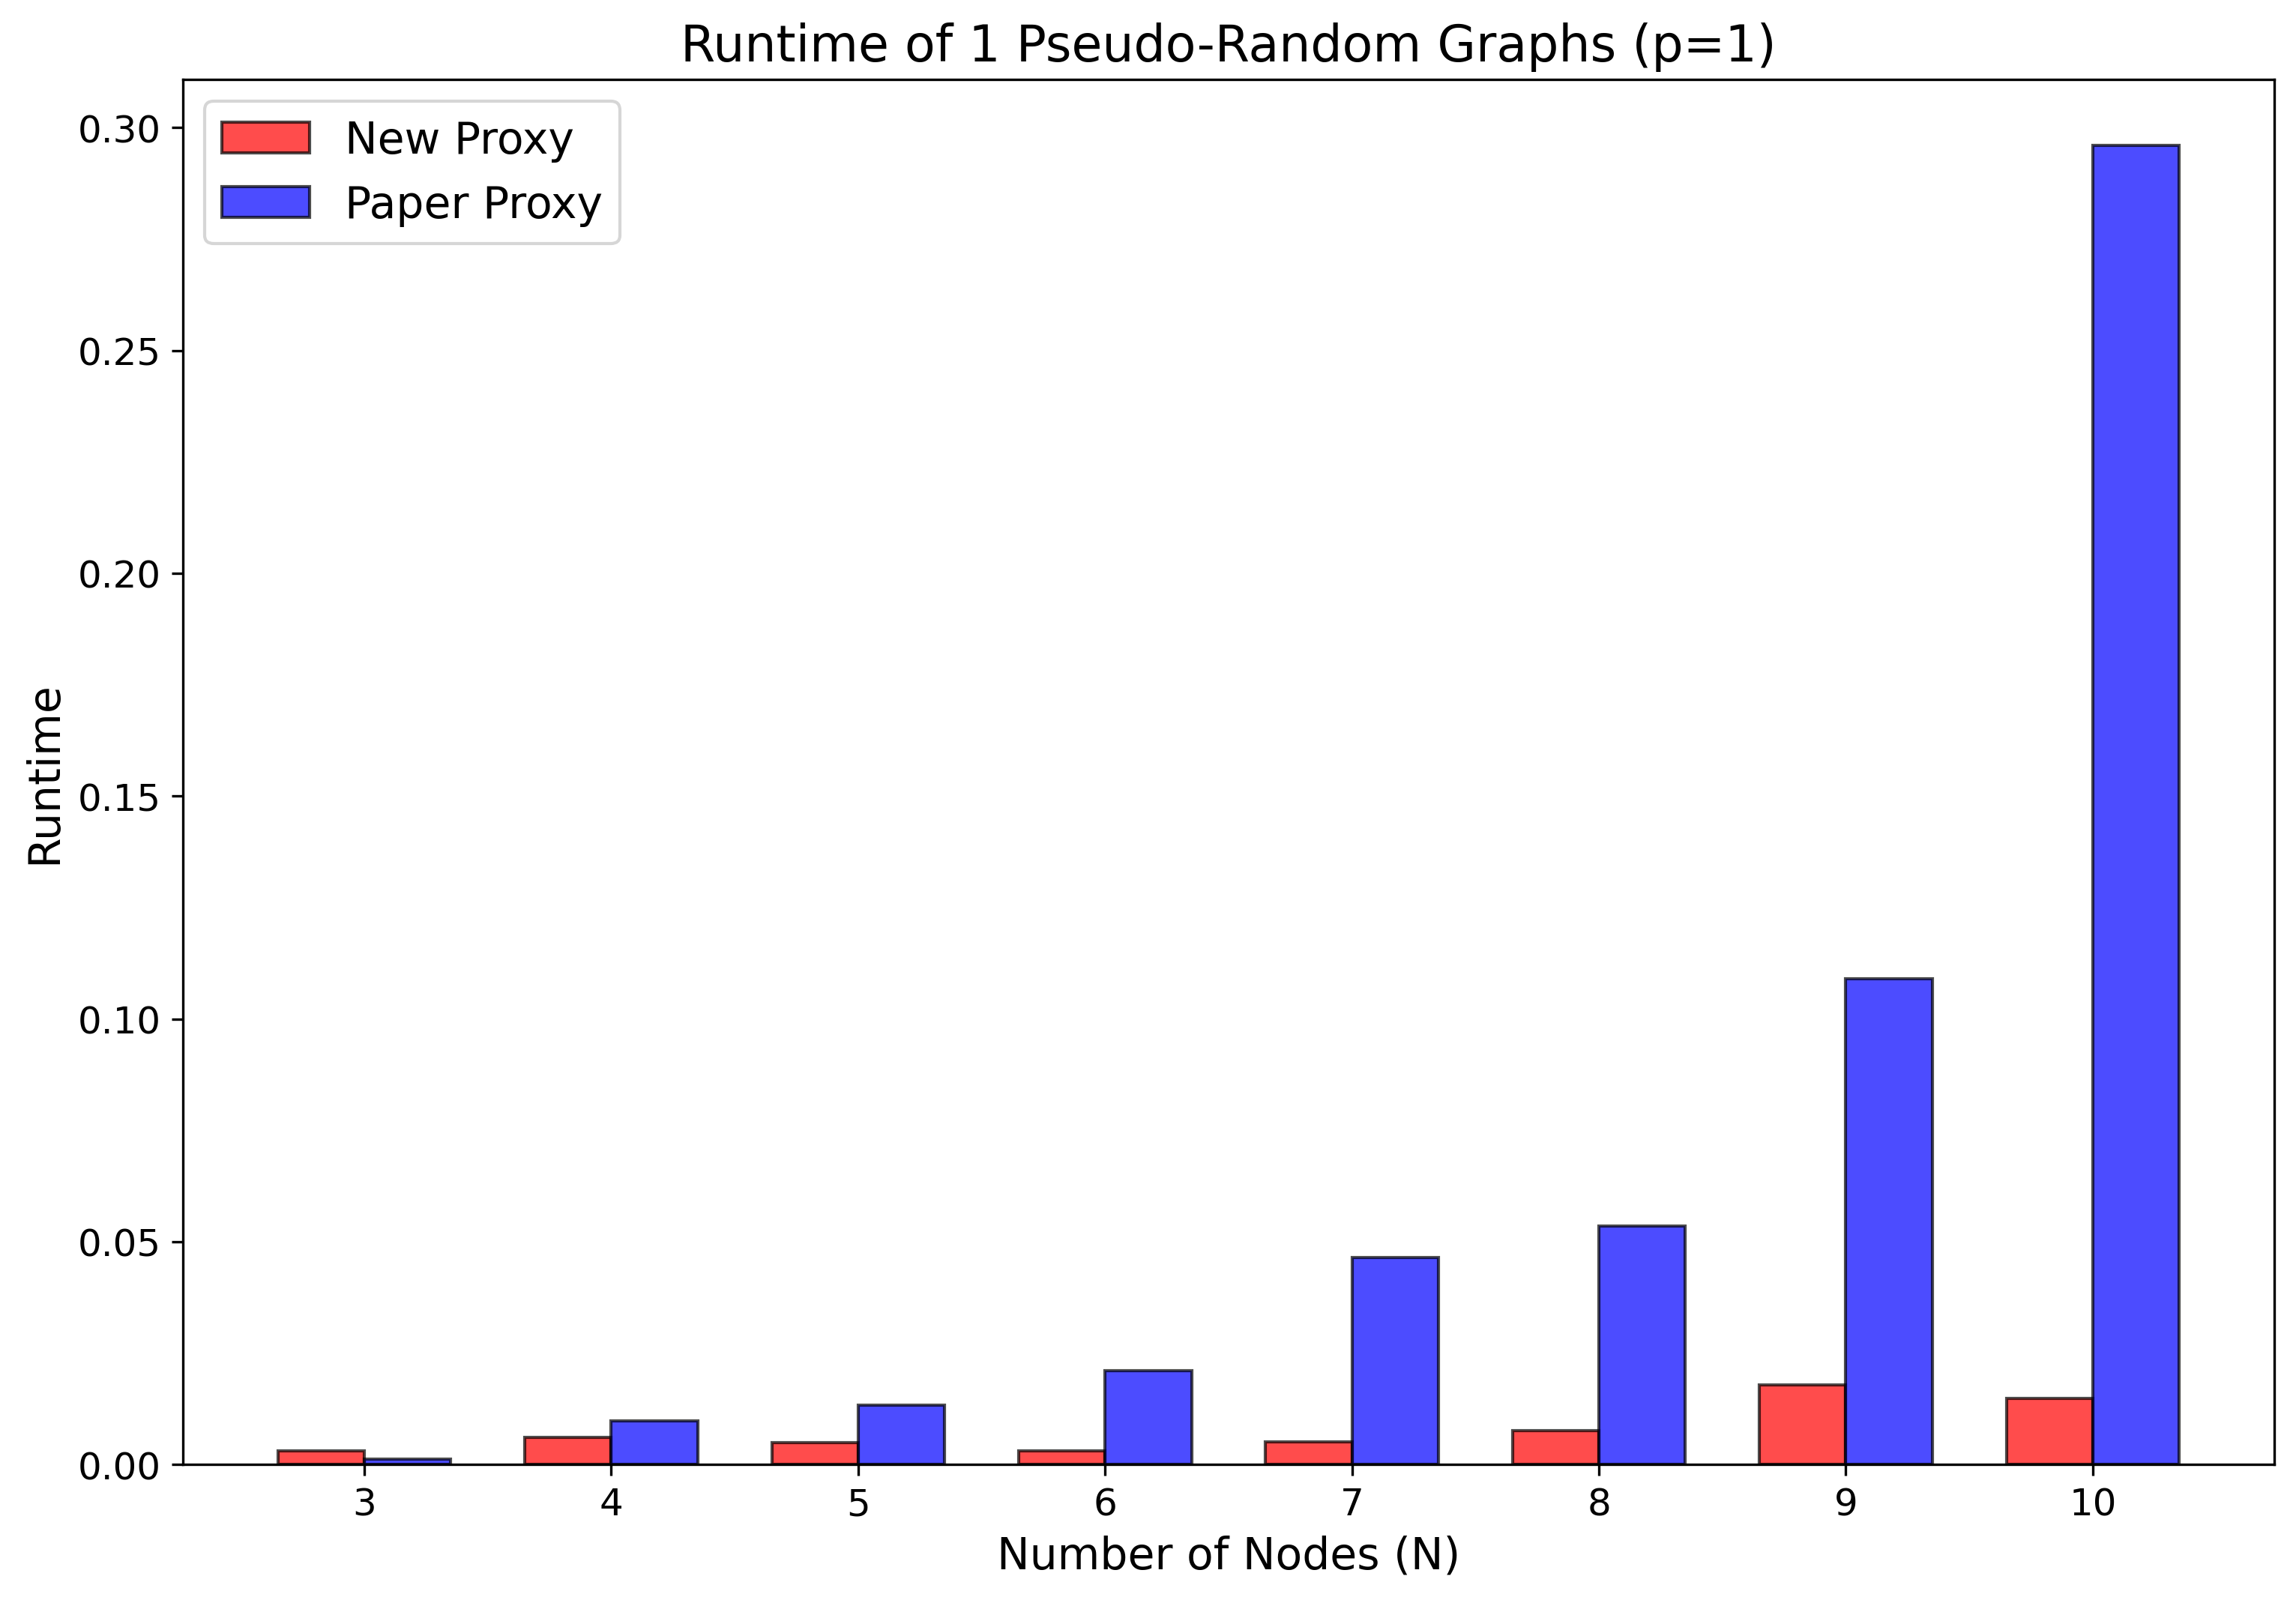 Runtime of 1 Pseudo-Random Graphs (p=1)
New Proxy
Paper Proxy
Runtime
0.30
0.25
0.20
0.15
0.10
0.05
0.00
3 4 5 6 7 8 9 10
Number of Nodes (N)